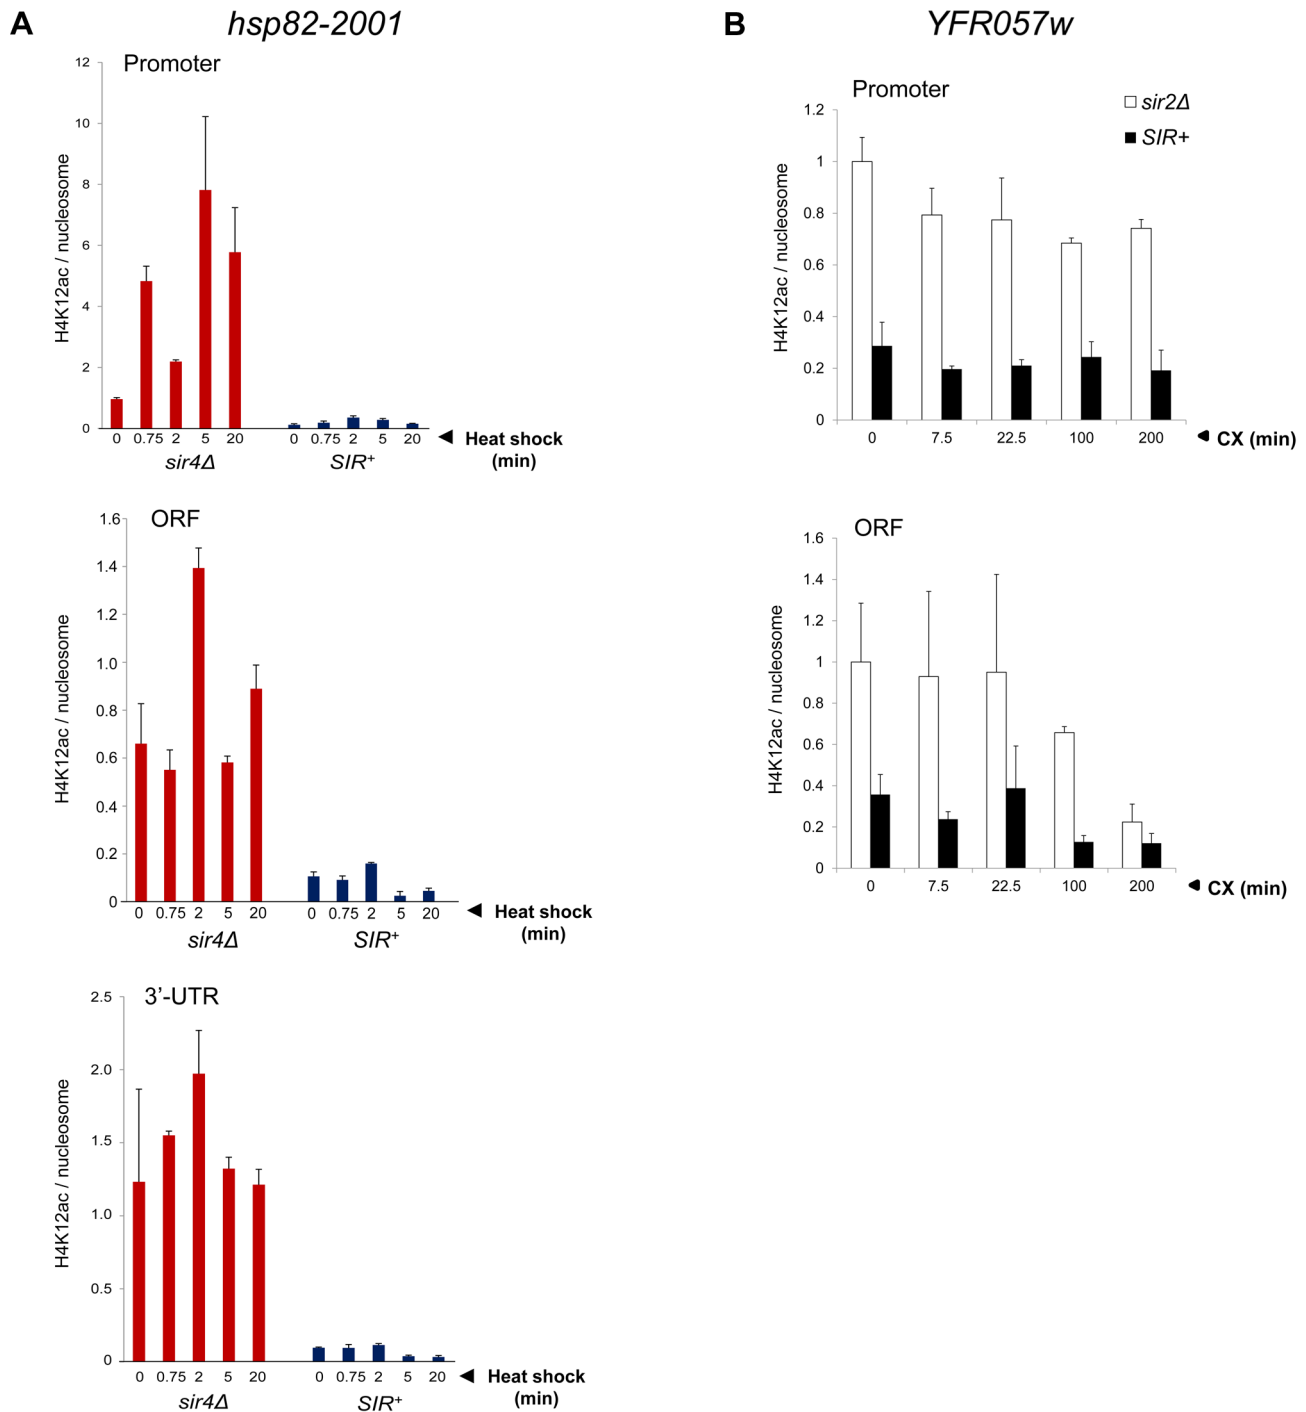 A
hsp82-2001
Promoter
12
10
8
6
4
2
0
H4K12ac / nucleosome
0 0.75 2 5 20 0 0.75 2 5 20
◄ Heat shock
(min)
sir4Δ SIR+
ORF
1.6
1.4
1.2
1.0
0.8
0.6
0.4
0.2
0
H4K12ac / nucleosome
0 0.75 2 5 20 0 0.75 2 5 20
◄ Heat shock
(min)
sir4Δ SIR+
3’-UTR
2.5
2.0
1.5
1.0
0.5
0
H4K12ac / nucleosome
0 0.75 2 5 20 0 0.75 2 5 20
◄ Heat shock
(min)
sir4Δ SIR+
B
YFR057w
Promoter
sir2Δ
SIR+
1.2
1
0.8
0.6
0.4
0.2
0
H4K12ac / nucleosome
0 7.5 22.5 100 200
◄ CX (min)
ORF
1.6
1.4
1.2
1
0.8
0.6
0.4
0.2
0
H4K12ac / nucleosome
0 7.5 22.5 100 200
◄ CX (min)